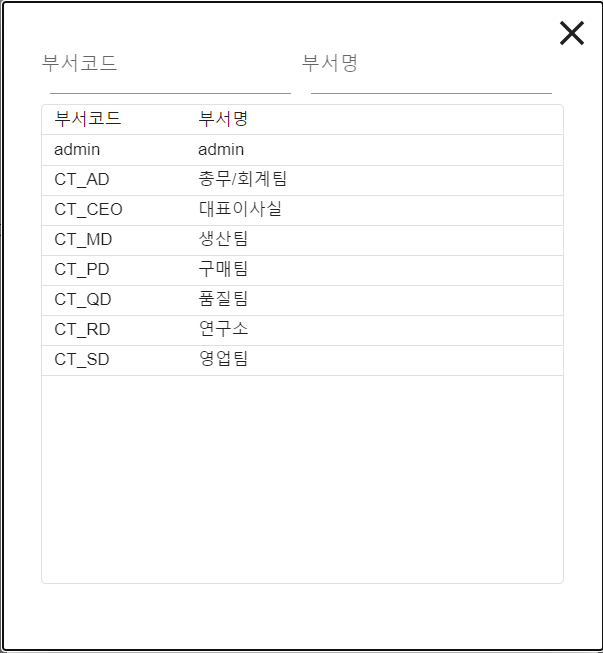 부서코드 부서명
부서코드 부서명
admin admin
CT_AD 총무/회계팀
CT_CEO 대표이사실
CT_MD 생산팀
CT_PD 구매팀
CT_QD 품질팀
CT_RD 연구소
CT_SD 영업팀